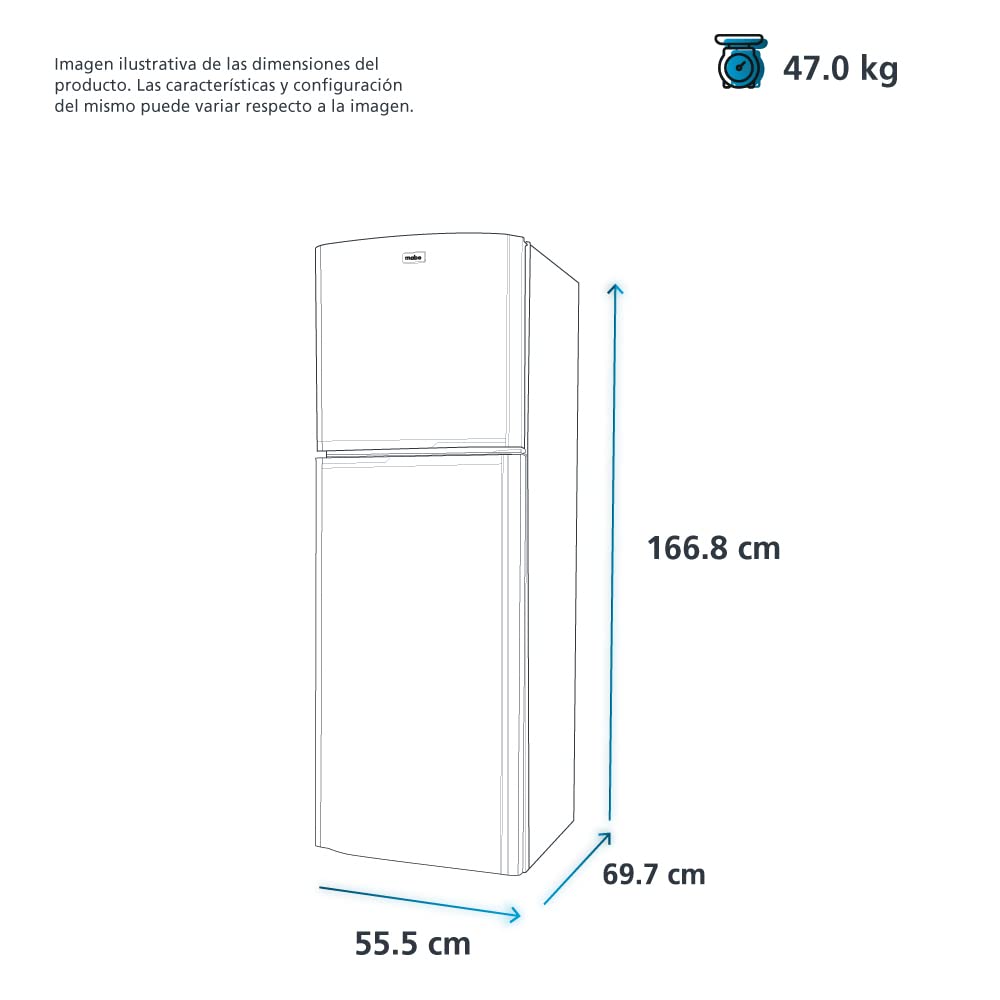 Imagen ilustrativa de las dimensiones del
producto. Las características y configuración
del mismo puede variar respecto a la imagen.
47.0 kg
mabe
166.8 cm
69.7 cm
55.5 cm